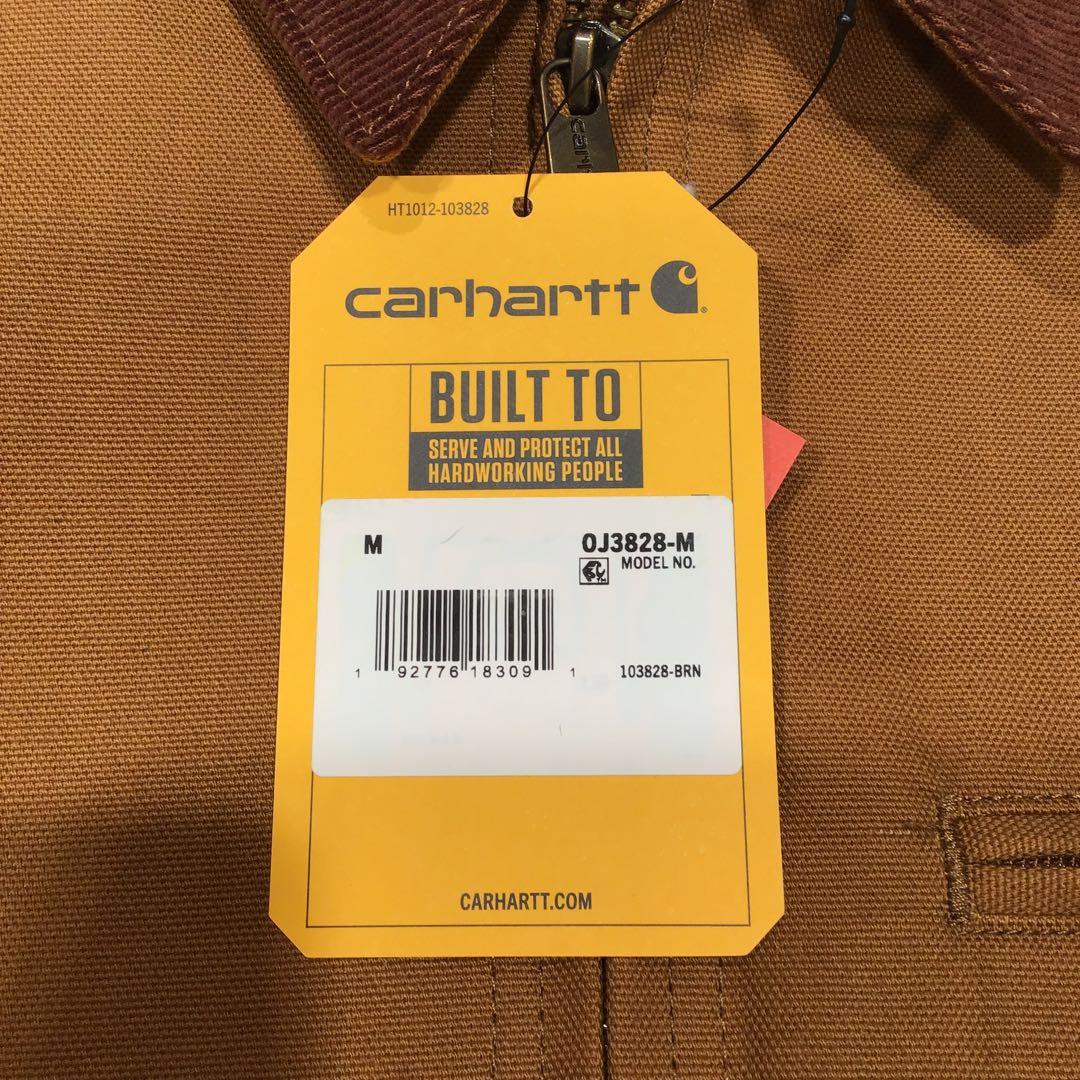 HT1012-103828
carhartt
BUILT TO
SERVE AND PROTECT ALL
HARDWORKING PEOPLE
M
OJ3828-M
MODEL NO.
1 92776 18309 1
103828-BRN
CARHARTT.COM